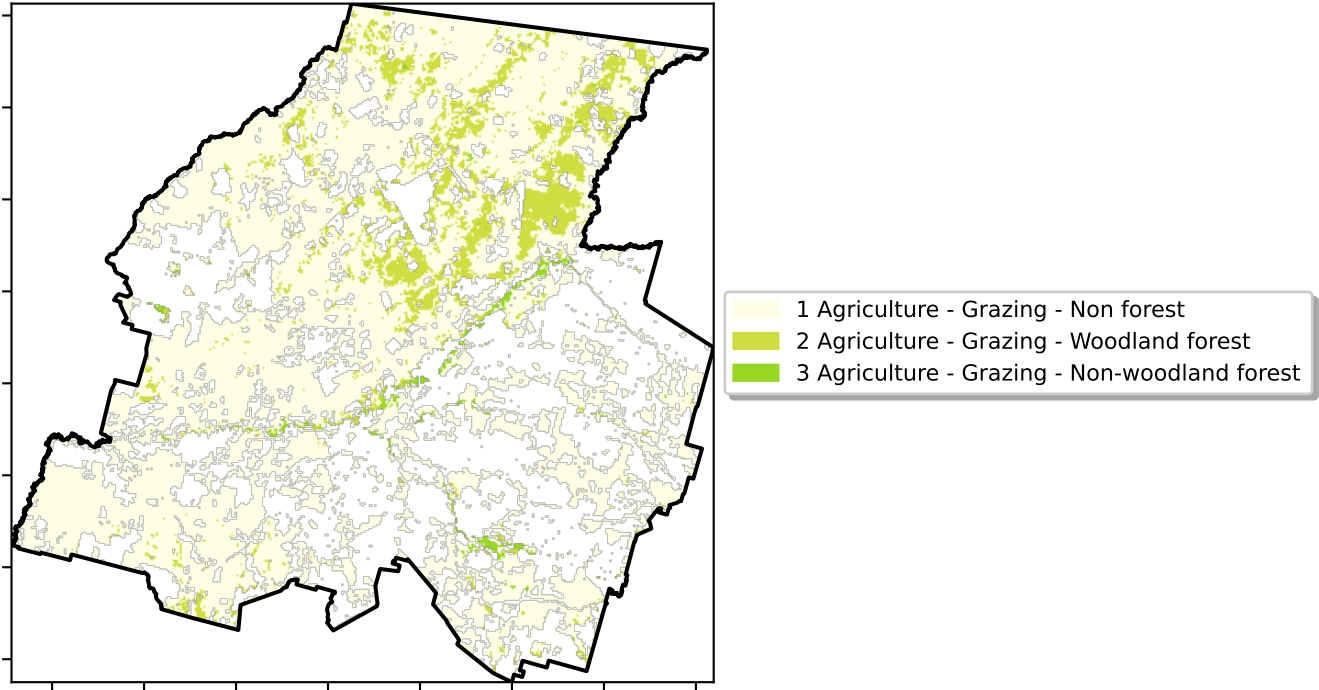 1 Agriculture - Grazing - Non forest
2 Agriculture - Grazing - Woodland forest
3 Agriculture - Grazing - Non-woodland forest